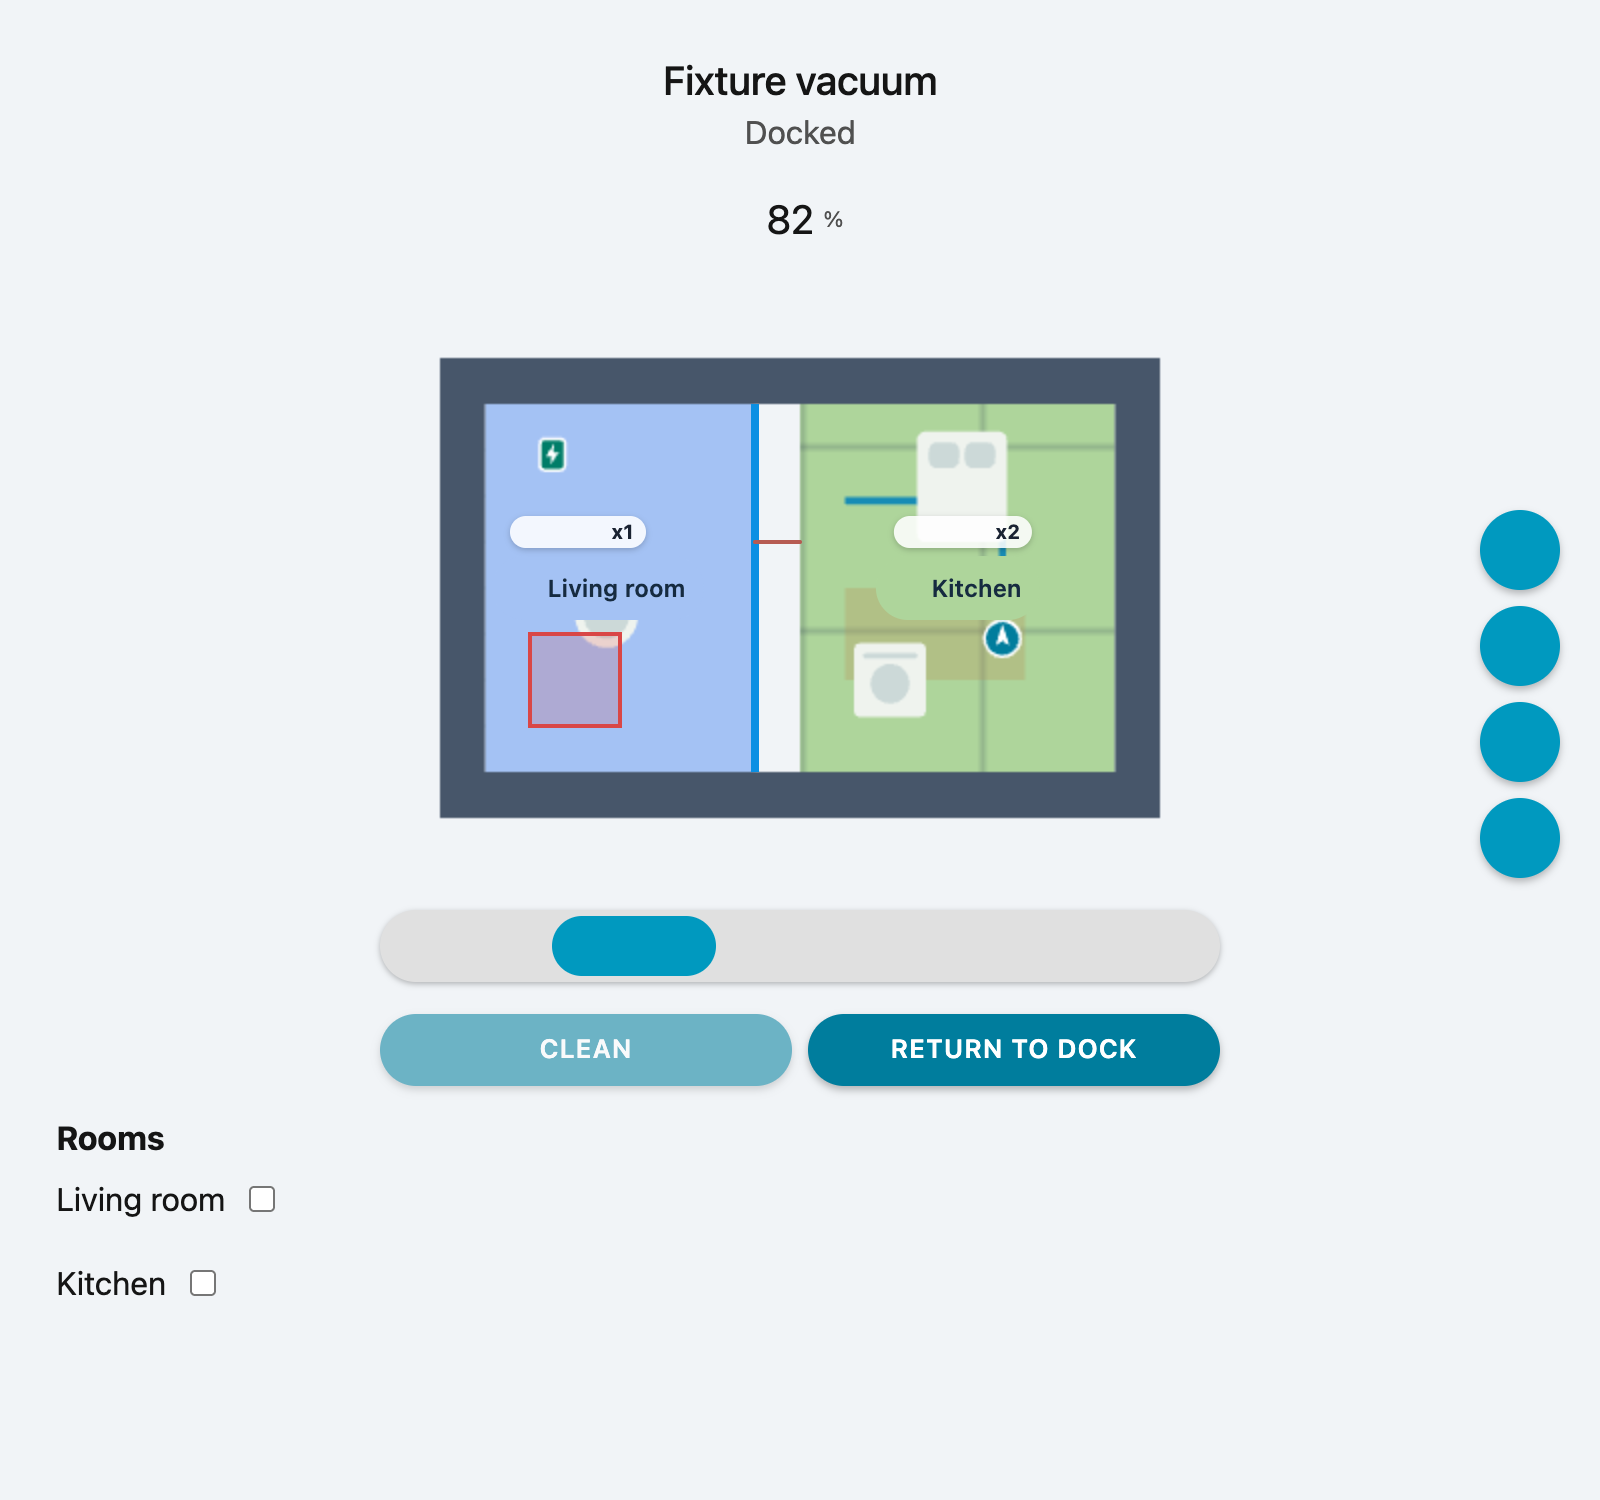 Fixture vacuum
Docked
82 %
x1
x2
Living room
Kitchen
CLEAN
RETURN TO DOCK
Rooms
Living room
Kitchen